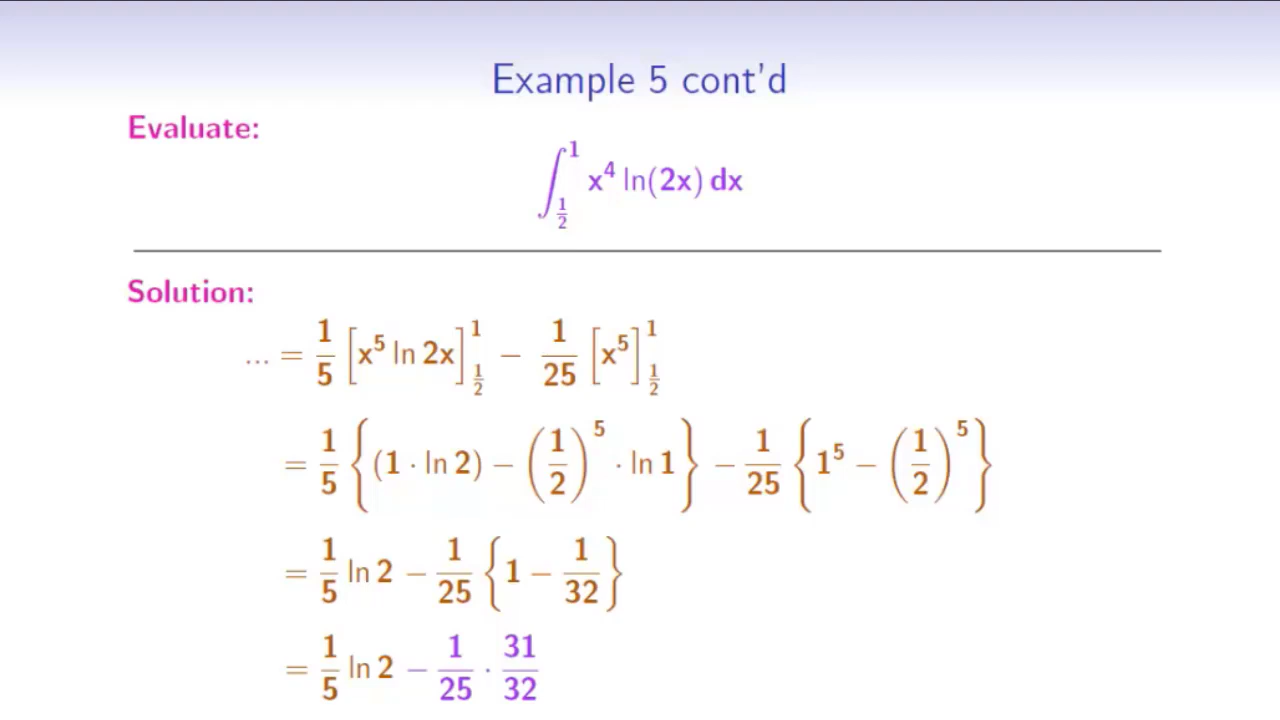 Example 5 cont'd
Evaluate:
∫_{1/2}^{1} x⁴ ln(2x) dx
Solution:
... = 1/5 [x⁵ ln 2x]_{1/2}^{1} − 1/25 [x⁵]_{1/2}^{1}
= 1/5 {(1 · ln 2) − (1/2)⁵ · ln 1} − 1/25 {1⁵ − (1/2)⁵}
= 1/5 ln 2 − 1/25 {1 − 1/32}
= 1/5 ln 2 − 1/25 · 31/32